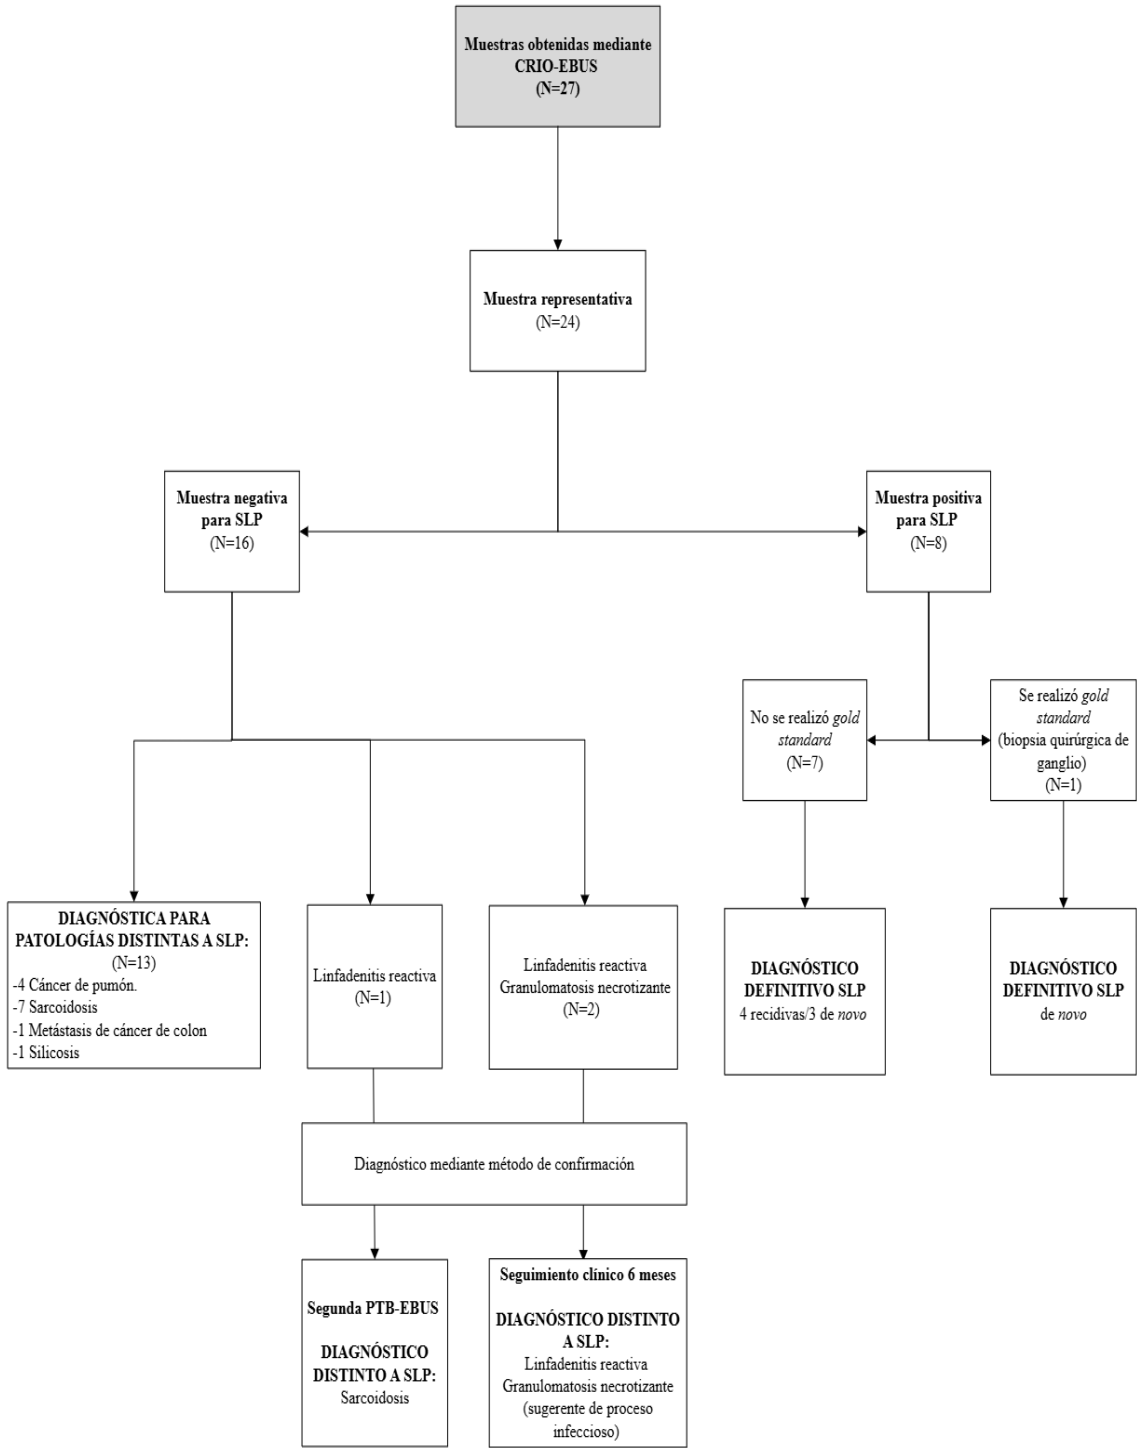 Muestras obtenidas mediante
CRIO-EBUS
(N=27)
Muestra representativa
(N=24)
Muestra negativa
para SLP
(N=16)
Muestra positiva
para SLP
(N=8)
No se realizó gold
standard
(N=7)
Se realizó gold
standard
(biopsia quirúrgica de
ganglio)
(N=1)
DIAGNÓSTICA PARA
PATOLOGÍAS DISTINTAS A SLP:
(N=13)
-4 Cáncer de pumón.
-7 Sarcoidosis
-1 Metástasis de cáncer de colon
-1 Silicosis
Linfadenitis reactiva
(N=1)
Linfadenitis reactiva
Granulomatosis necrotizante
(N=2)
DIAGNÓSTICO
DEFINITIVO SLP
4 recidivas/3 de novo
DIAGNÓSTICO
DEFINITIVO SLP
de novo
Diagnóstico mediante método de confirmación
Segunda PTB-EBUS
DIAGNÓSTICO
DISTINTO A SLP:
Sarcoidosis
Seguimiento clínico 6 meses
DIAGNÓSTICO DISTINTO
A SLP:
Linfadenitis reactiva
Granulomatosis necrotizante
(sugerente de proceso
infeccioso)